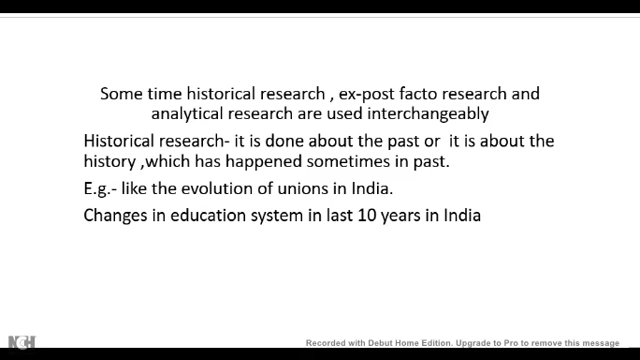 Some time historical research , ex-post facto research and
analytical research are used interchangeably
Historical research- it is done about the past or  it is about the
history ,which has happened sometimes in past.
E.g.- like the evolution of unions in India.
Changes in education system in last 10 years in India
NCH
Recorded with Debut Home Edition. Upgrade to Pro to remove this message